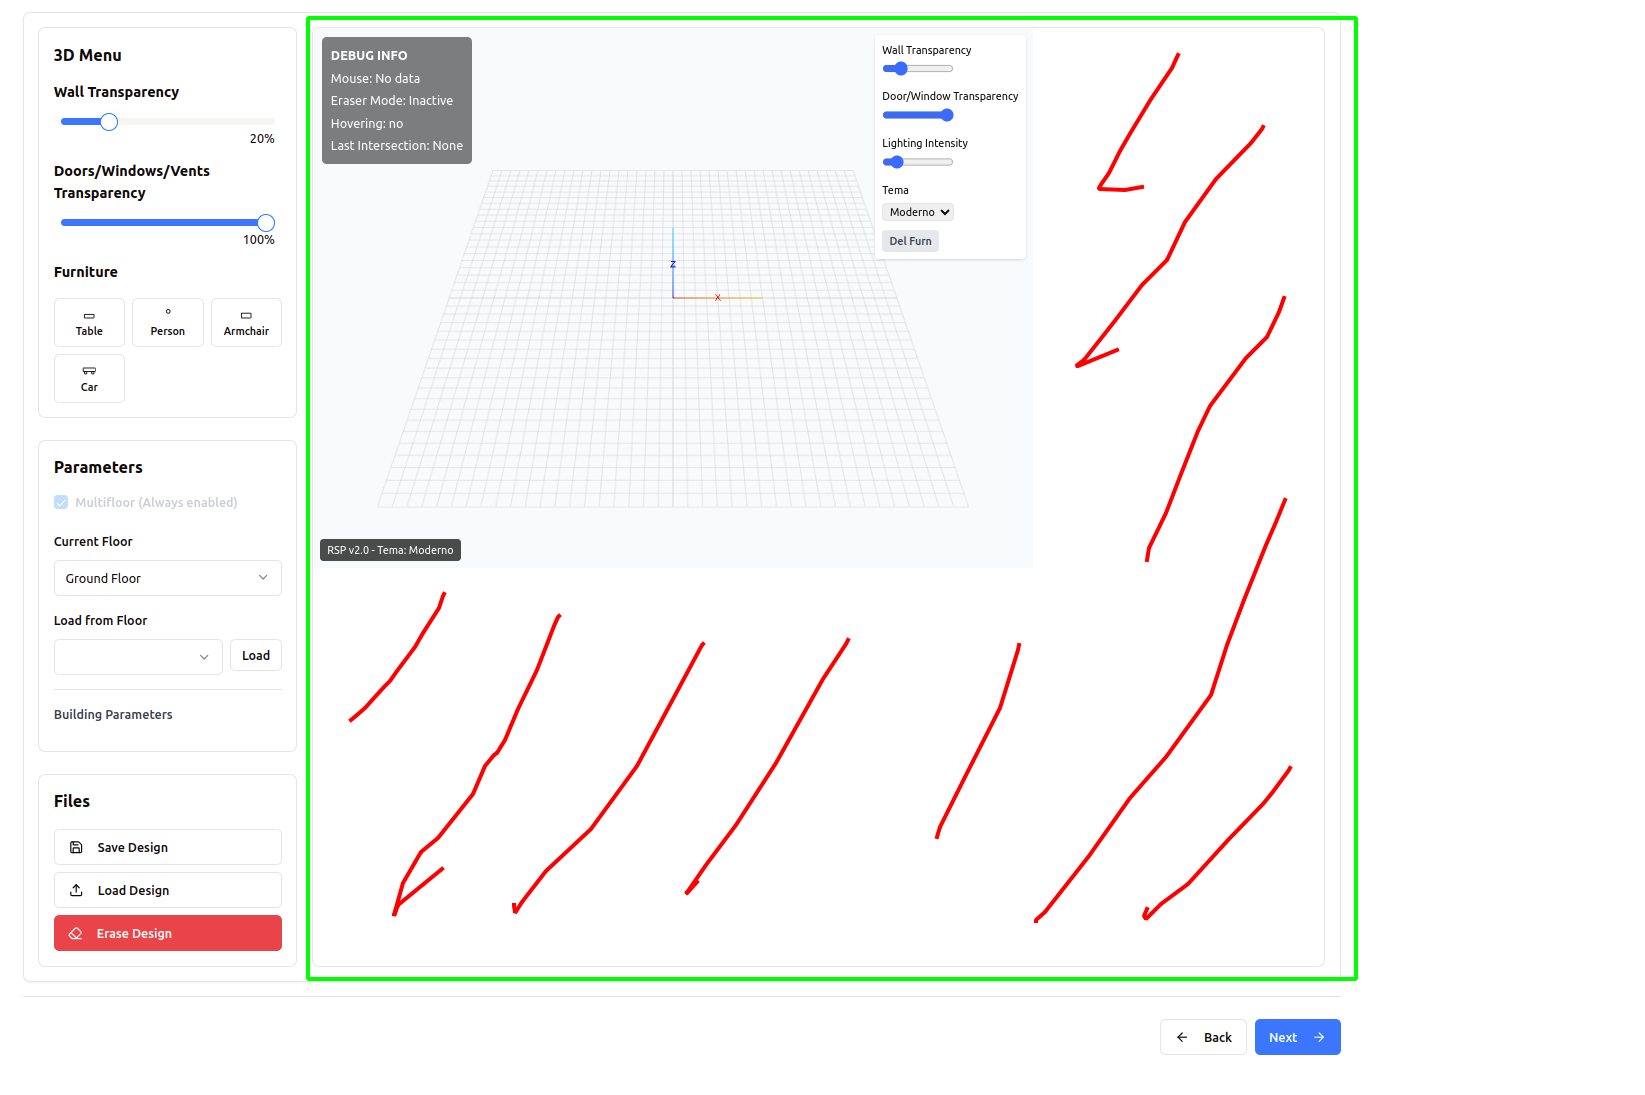 3D Menu
Wall Transparency
20%
Doors/Windows/Vents
Transparency
100%
Furniture
Table
Person
Armchair
Car
Parameters
Multifloor (Always enabled)
Current Floor
Ground Floor
Load from Floor
Load
Building Parameters
Files
Save Design
Load Design
Erase Design
DEBUG INFO
Mouse: No data
Eraser Mode: Inactive
Hovering: no
Last Intersection: None
Z
X
Wall Transparency
Door/Window Transparency
Lighting Intensity
Tema
Moderno
Del Furn
RSP v2.0 - Tema: Moderno
Back
Next